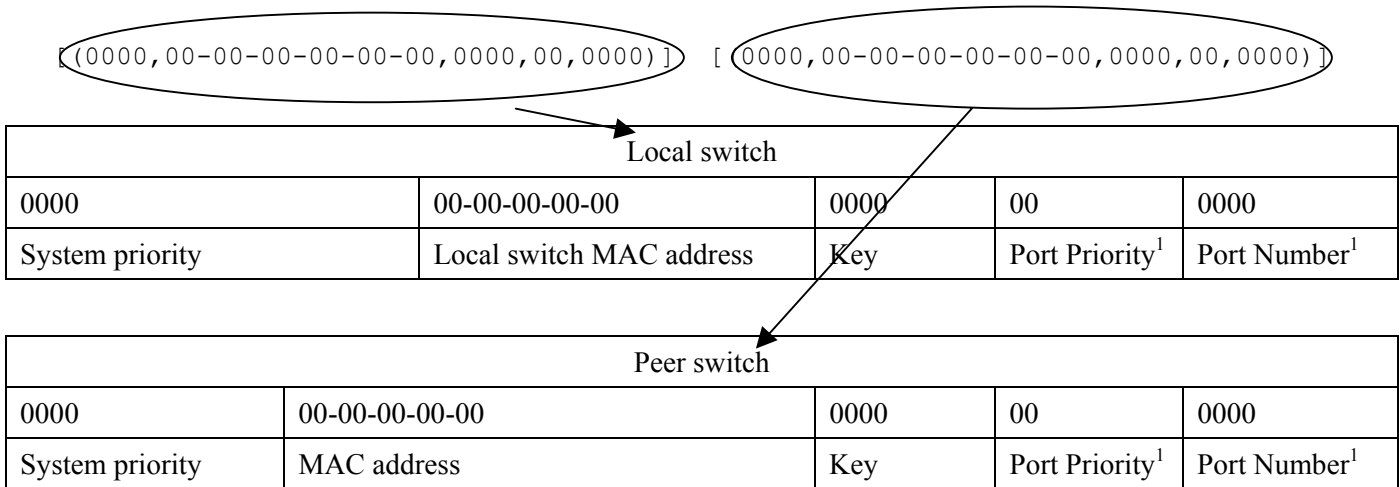 [(0000,00-00-00-00-00-00,0000,00,0000)] [(0000,00-00-00-00-00-00,0000,00,0000)]
Local switch
0000 00-00-00-00-00 0000 00 0000
System priority Local switch MAC address Key Port Priority¹ Port Number¹
Peer switch
0000 00-00-00-00-00 0000 00 0000
System priority MAC address Key Port Priority¹ Port Number¹